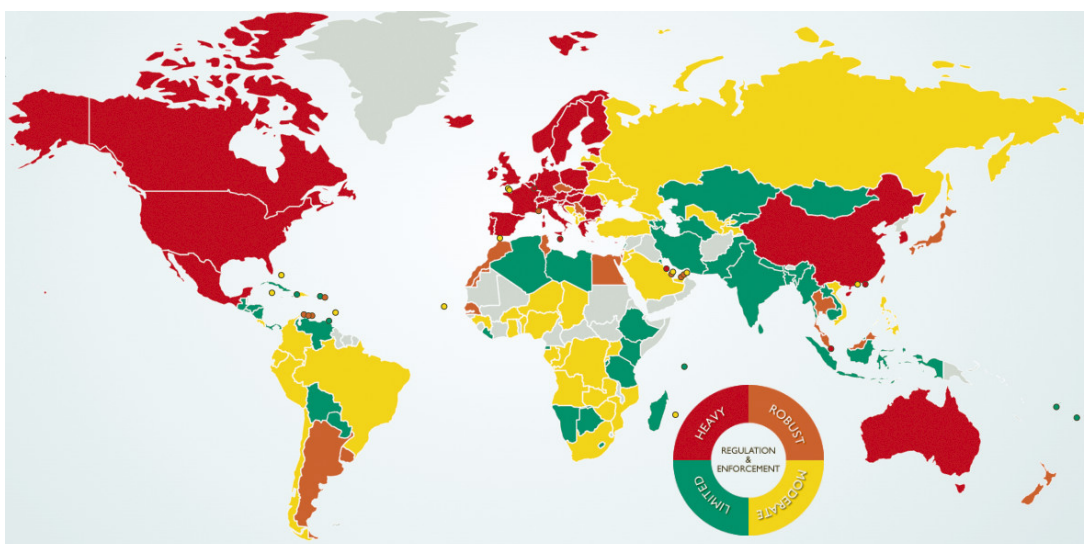 HEAVY
ROBUST
REGULATION
&
ENFORCEMENT
LIMITED
MODERATE